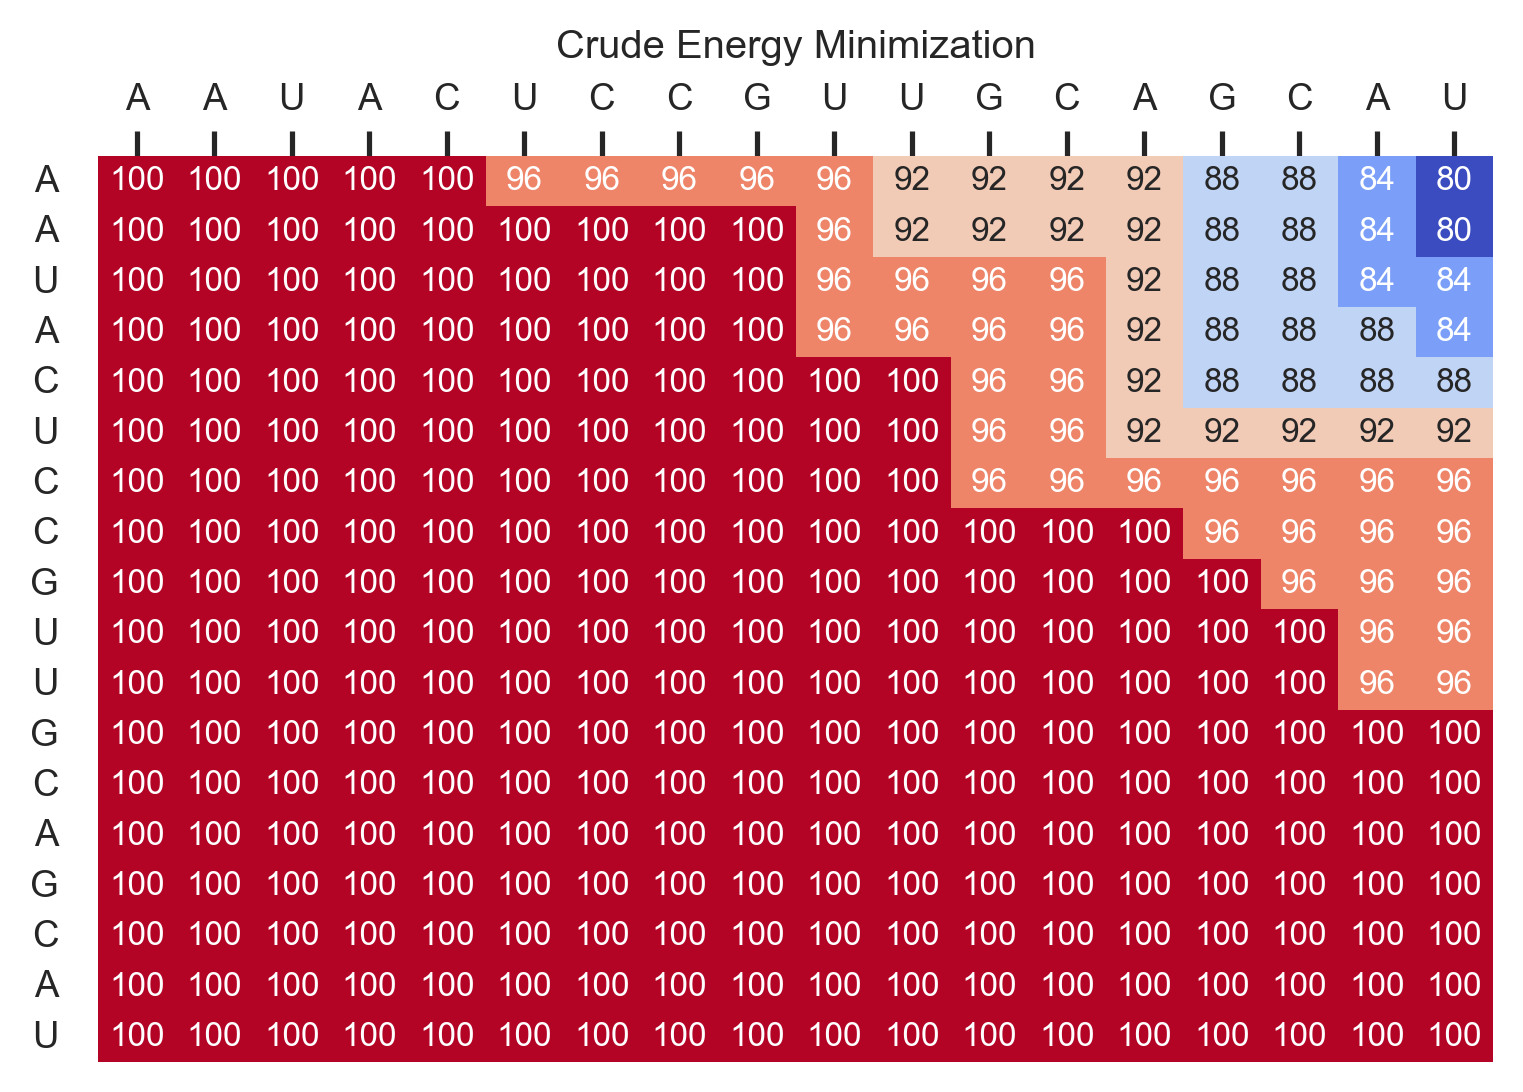 Crude Energy Minimization
A A U A C U C C G U U G C A G C A U
A 100 100 100 100 100 96 96 96 96 96 92 92 92 92 88 88 84 80
A 100 100 100 100 100 100 100 100 100 96 92 92 92 92 88 88 84 80
U 100 100 100 100 100 100 100 100 100 96 96 96 96 92 88 88 84 84
A 100 100 100 100 100 100 100 100 100 96 96 96 96 92 88 88 88 84
C 100 100 100 100 100 100 100 100 100 100 100 96 96 92 88 88 88 88
U 100 100 100 100 100 100 100 100 100 100 100 96 96 92 92 92 92 92
C 100 100 100 100 100 100 100 100 100 100 100 96 96 96 96 96 96 96
C 100 100 100 100 100 100 100 100 100 100 100 100 100 100 96 96 96 96
G 100 100 100 100 100 100 100 100 100 100 100 100 100 100 100 96 96 96
U 100 100 100 100 100 100 100 100 100 100 100 100 100 100 100 100 96 96
U 100 100 100 100 100 100 100 100 100 100 100 100 100 100 100 100 96 96
G 100 100 100 100 100 100 100 100 100 100 100 100 100 100 100 100 100 100
C 100 100 100 100 100 100 100 100 100 100 100 100 100 100 100 100 100 100
A 100 100 100 100 100 100 100 100 100 100 100 100 100 100 100 100 100 100
G 100 100 100 100 100 100 100 100 100 100 100 100 100 100 100 100 100 100
C 100 100 100 100 100 100 100 100 100 100 100 100 100 100 100 100 100 100
A 100 100 100 100 100 100 100 100 100 100 100 100 100 100 100 100 100 100
U 100 100 100 100 100 100 100 100 100 100 100 100 100 100 100 100 100 100